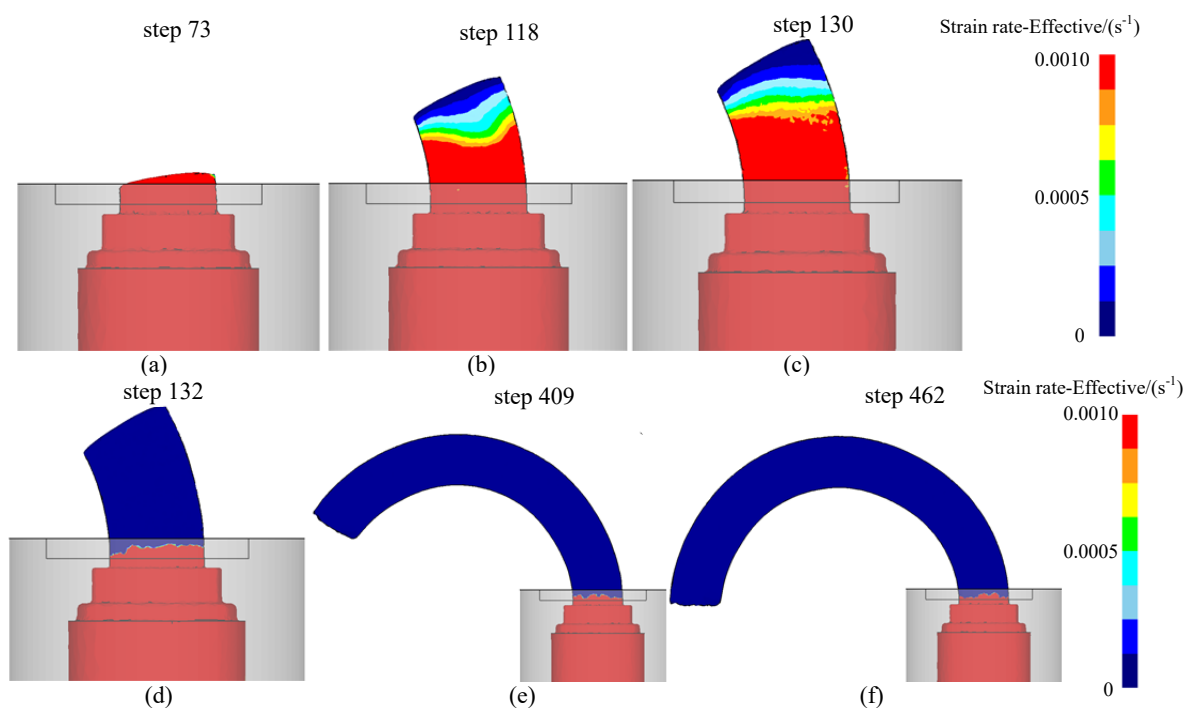 step 73
step 118
step 130
Strain rate-Effective/(s⁻¹)
0.0010
0.0005
0
(a)
(b)
(c)
step 132
step 409
step 462
Strain rate-Effective/(s⁻¹)
0.0010
0.0005
0
(d)
(e)
(f)